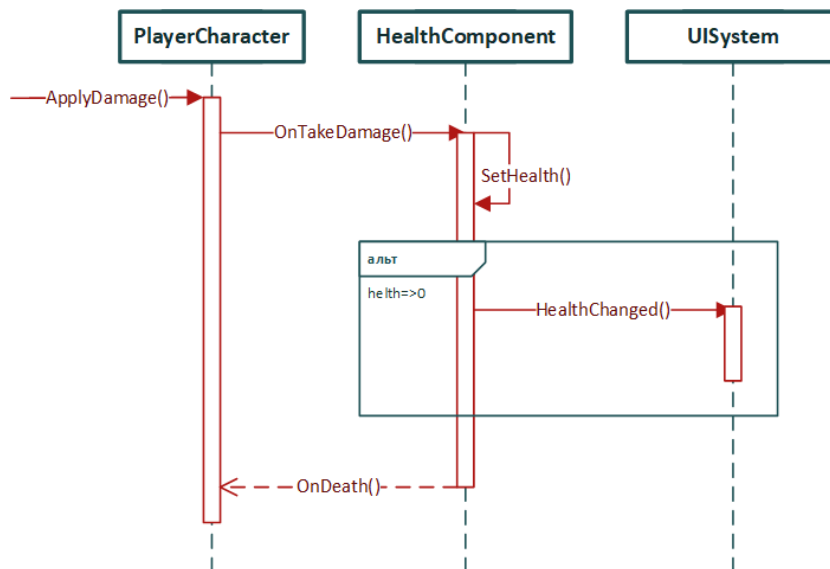 PlayerCharacter
HealthComponent
UISystem
ApplyDamage()
OnTakeDamage()
SetHealth()
альт
helth=>0
HealthChanged()
OnDeath()